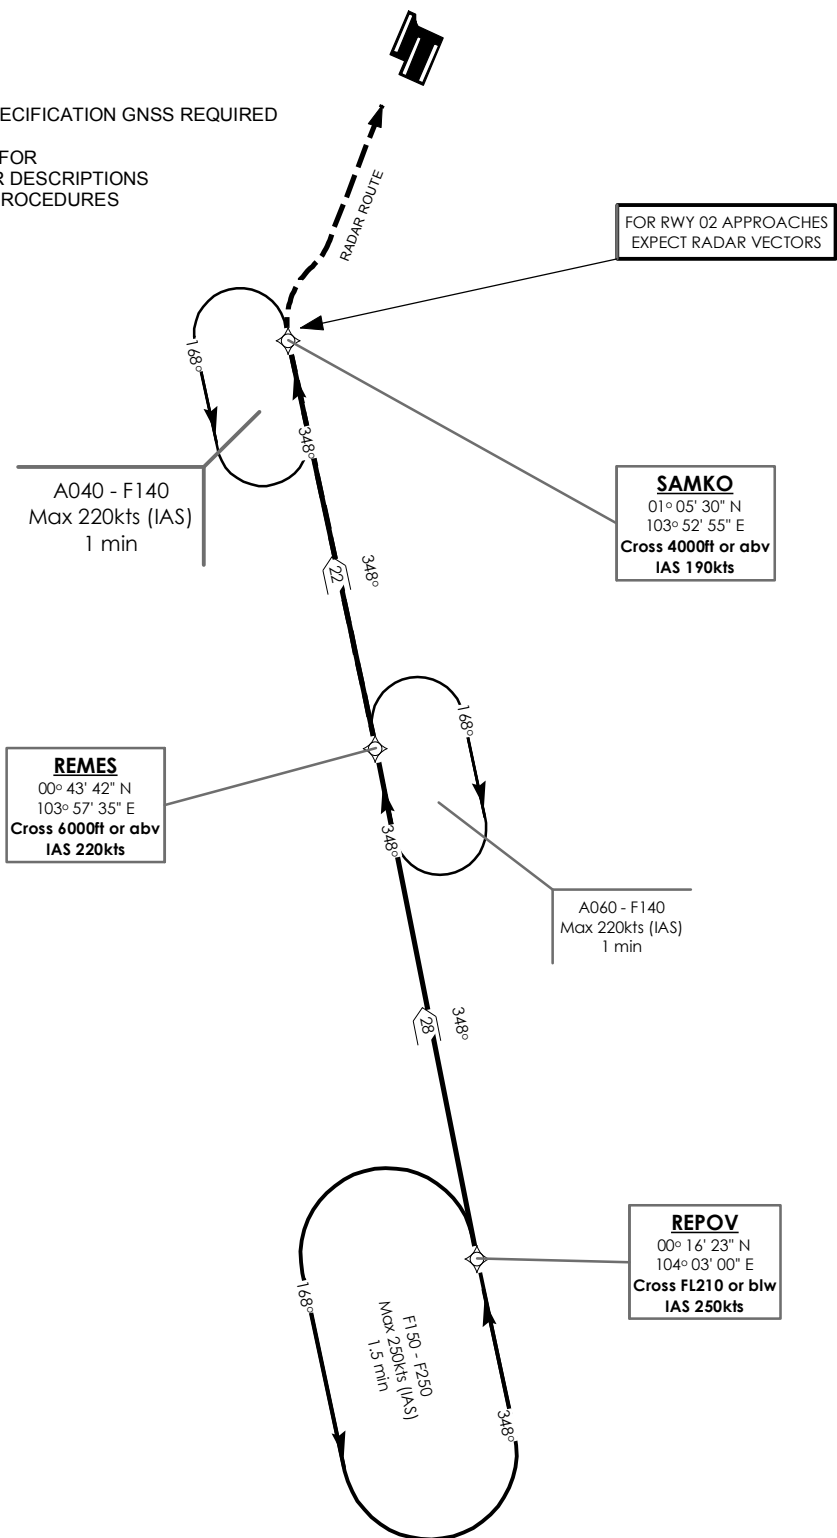 ECIFICATION GNSS REQUIRED
FOR
R DESCRIPTIONS
ROCEDURES
RADAR ROUTE
FOR RWY 02 APPROACHES
EXPECT RADAR VECTORS
168°
348°
A040 - F140
Max 220kts (IAS)
1 min
SAMKO
01° 05' 30" N
103° 52' 55" E
Cross 4000ft or abv
IAS 190kts
22
348°
168°
REMES
00° 43' 42" N
103° 57' 35" E
Cross 6000ft or abv
IAS 220kts
348°
A060 - F140
Max 220kts (IAS)
1 min
28
348°
REPOV
00° 16' 23" N
104° 03' 00" E
Cross FL210 or blw
IAS 250kts
168°
F150 - F250
Max 250kts (IAS)
1.5 min
348°